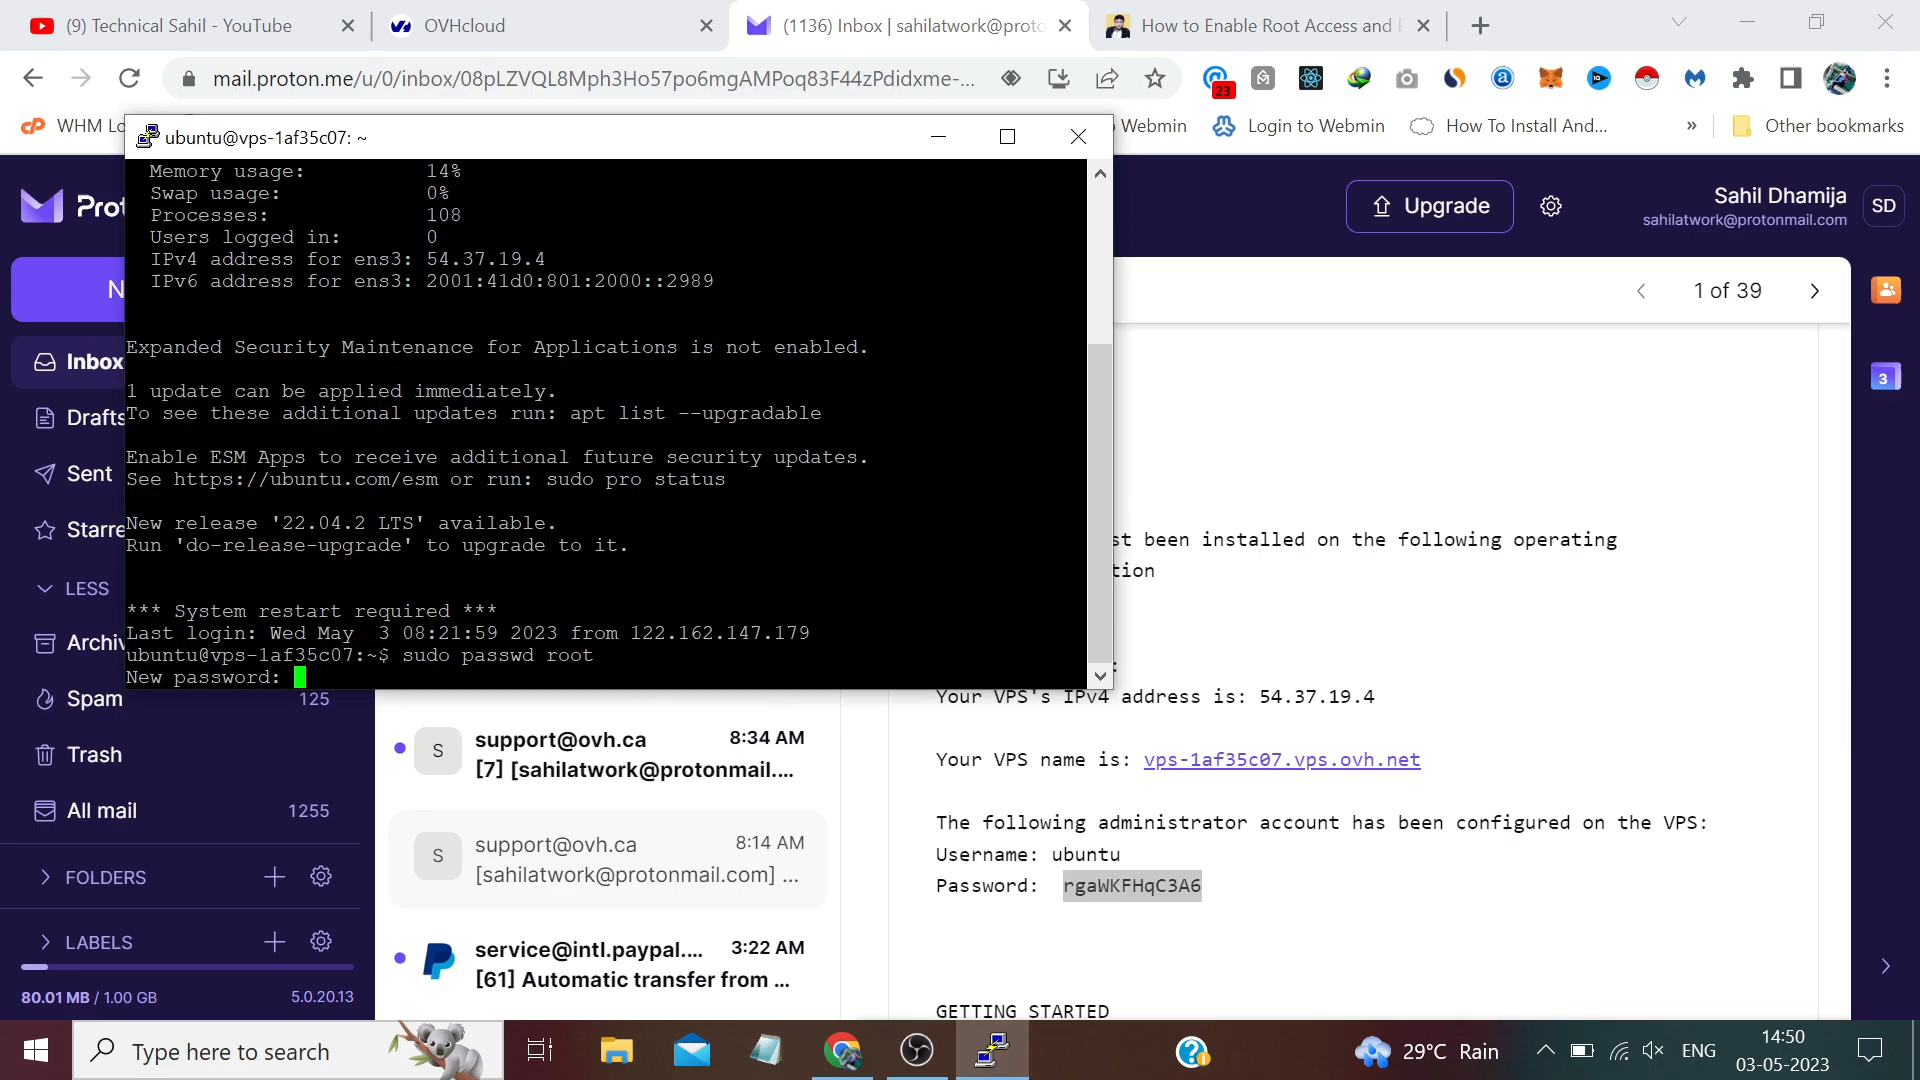 (9) Technical Sahil - YouTube
OVHcloud
(1136) Inbox | sahilatwork@proto
How to Enable Root Access and
mail.proton.me/u/0/inbox/08pLZVQL8Mph3Ho57po6mgAMPoq83F44zPdidxme-...
23
WHM Lo
Webmin
Login to Webmin
How To Install And...
»
Other bookmarks
ubuntu@vps-1af35c07: ~
Memory usage: 14%
Swap usage: 0%
Processes: 108
Users logged in: 0
IPv4 address for ens3: 54.37.19.4
IPv6 address for ens3: 2001:41d0:801:2000::2989
Expanded Security Maintenance for Applications is not enabled.
1 update can be applied immediately.
To see these additional updates run: apt list --upgradable
Enable ESM Apps to receive additional future security updates.
See https://ubuntu.com/esm or run: sudo pro status
New release '22.04.2 LTS' available.
Run 'do-release-upgrade' to upgrade to it.
*** System restart required ***
Last login: Wed May  3 08:21:59 2023 from 122.162.147.179
ubuntu@vps-1af35c07:~$ sudo passwd root
New password:
Prot
N
Inbox
Drafts
Sent
Starre
LESS
Archiv
Spam 125
Trash
All mail 1255
FOLDERS
LABELS
80.01 MB / 1.00 GB
5.0.20.13
Upgrade
Sahil Dhamija
sahilatwork@protonmail.com
SD
1 of 39
3
S
support@ovh.ca 8:34 AM
[7] [sahilatwork@protonmail....
S
support@ovh.ca 8:14 AM
[sahilatwork@protonmail.com] ...
service@intl.paypal.... 3:22 AM
[61] Automatic transfer from ...
st been installed on the following operating
tion
:
Your VPS's IPv4 address is: 54.37.19.4
Your VPS name is: vps-1af35c07.vps.ovh.net
The following administrator account has been configured on the VPS:
Username: ubuntu
Password: rgaWKFHqC3A6
GETTING STARTED
Type here to search
29°C Rain
ENG
14:50
03-05-2023